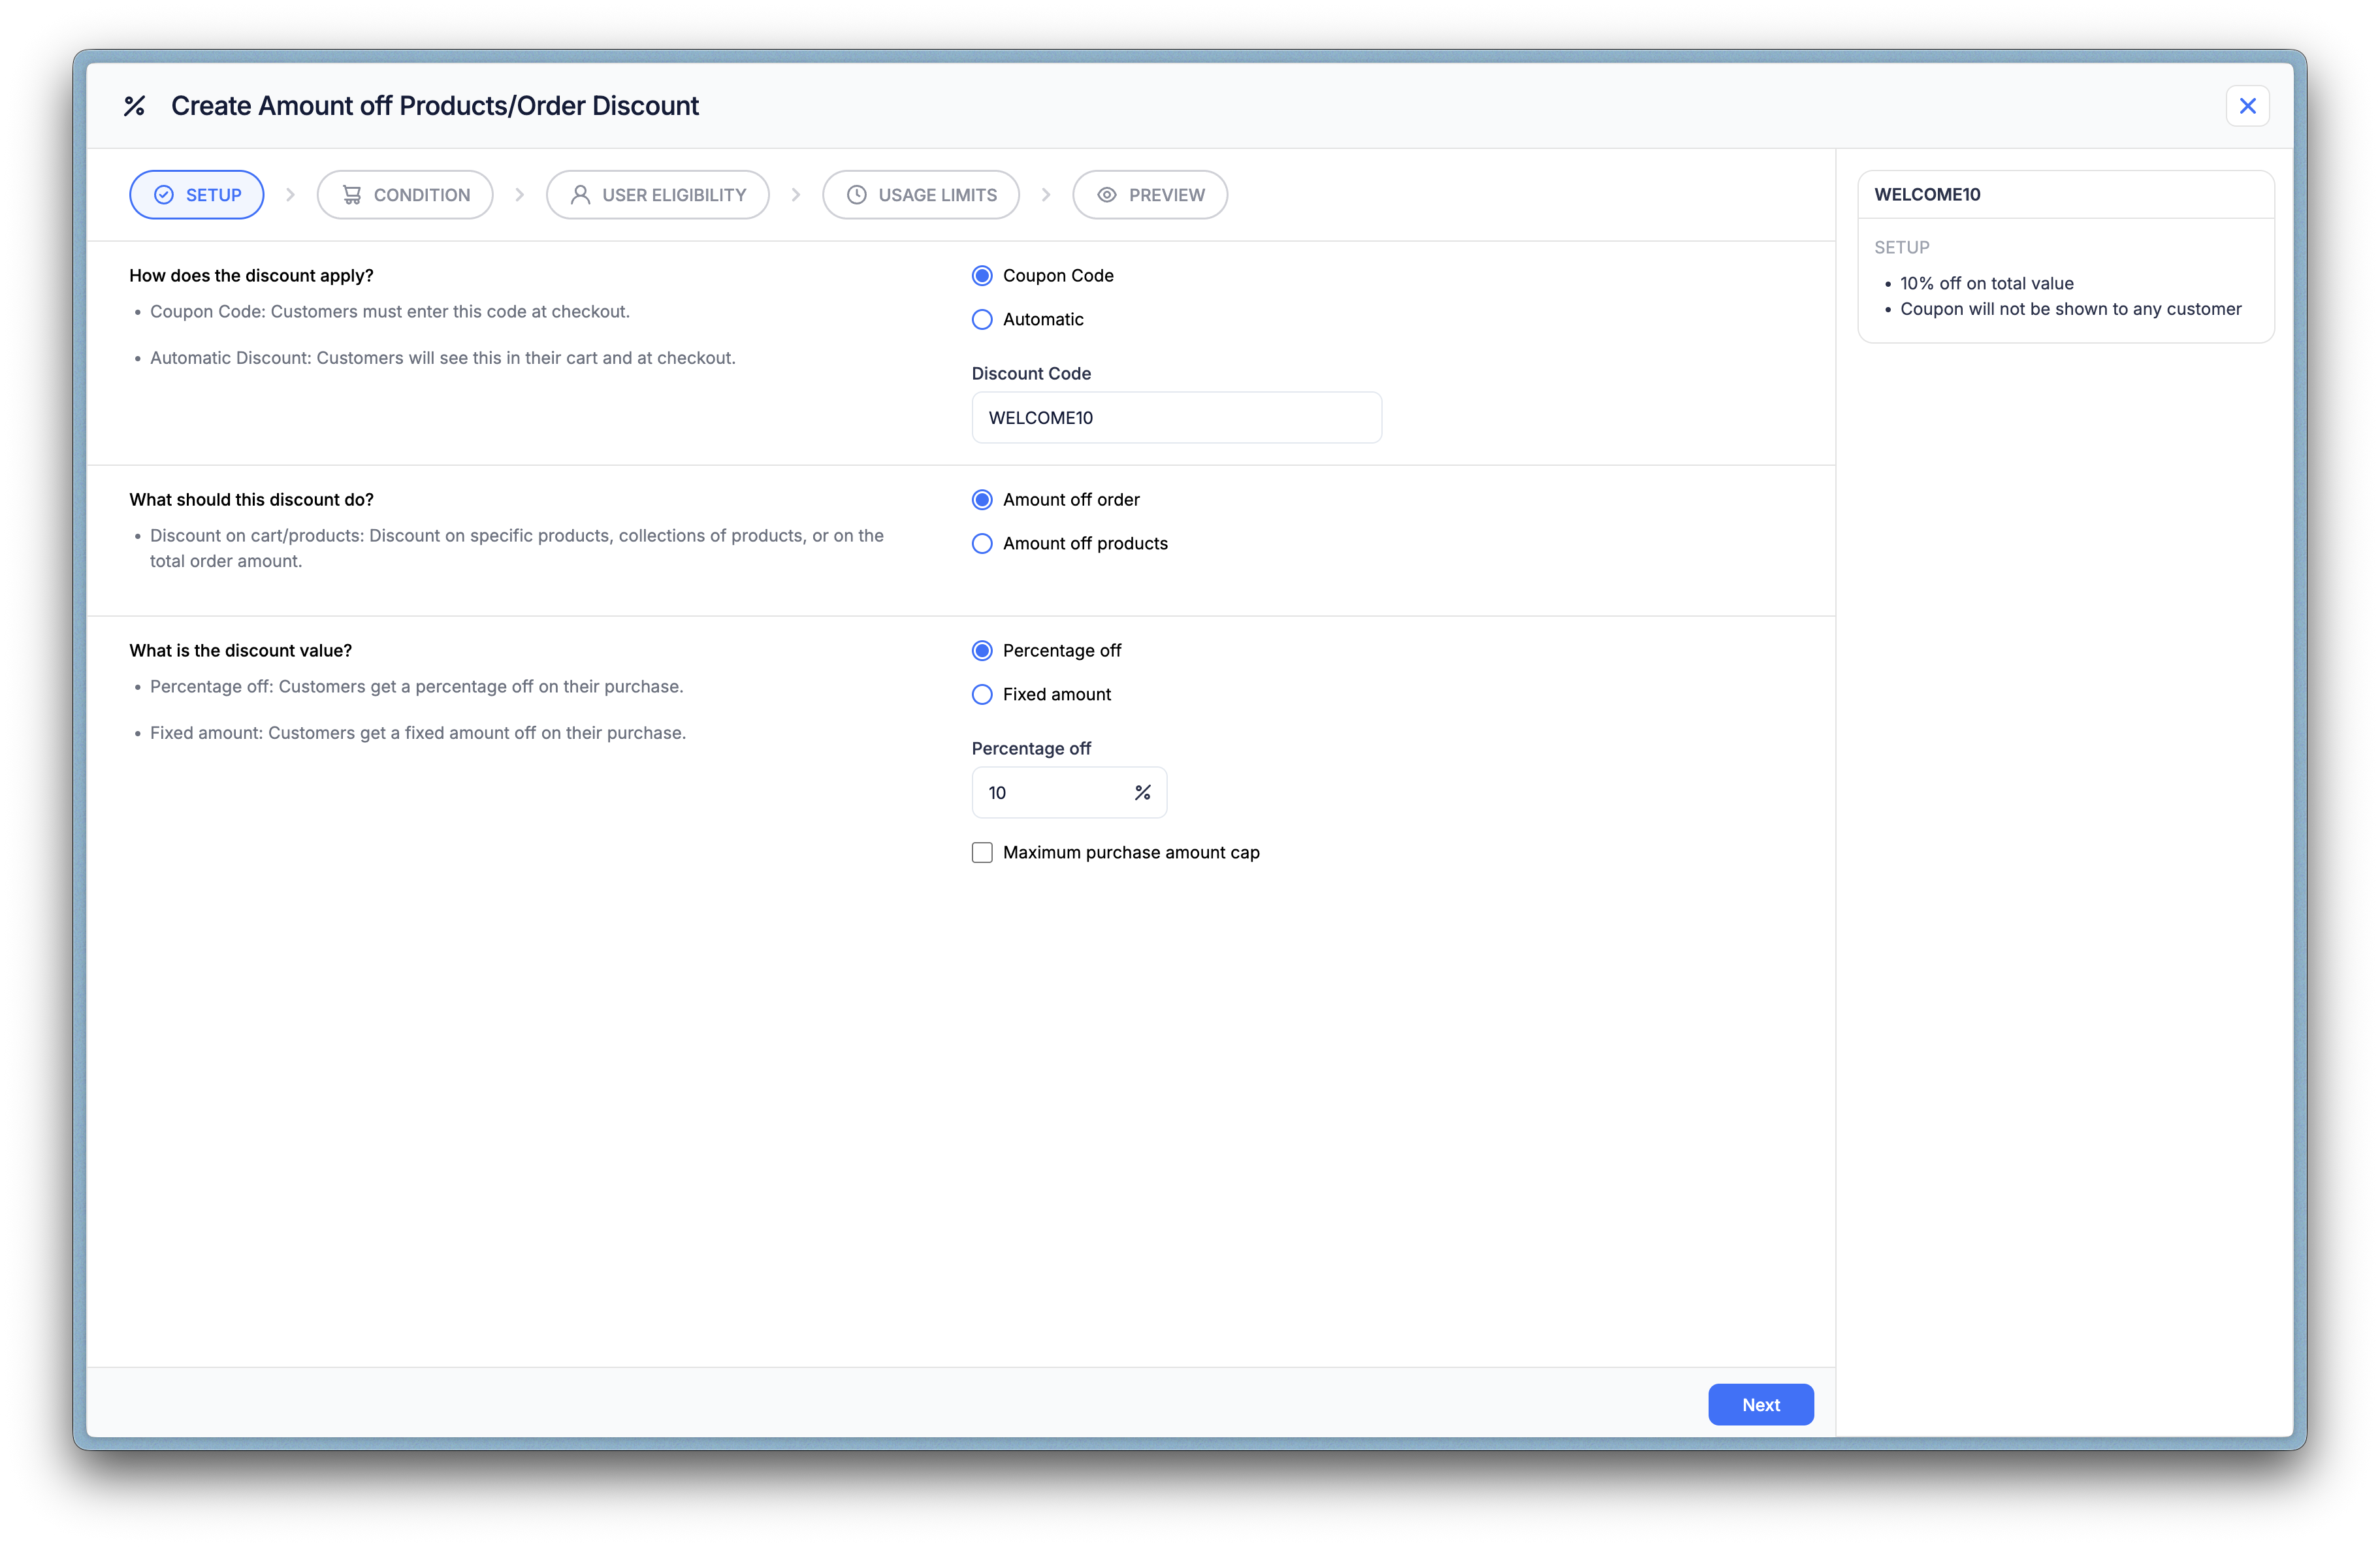 Create Amount off Products/Order Discount
SETUP
CONDITION
USER ELIGIBILITY
USAGE LIMITS
PREVIEW
How does the discount apply?
• Coupon Code: Customers must enter this code at checkout.
• Automatic Discount: Customers will see this in their cart and at checkout.
Coupon Code
Automatic
Discount Code
WELCOME10
What should this discount do?
• Discount on cart/products: Discount on specific products, collections of products, or on the
total order amount.
Amount off order
Amount off products
What is the discount value?
• Percentage off: Customers get a percentage off on their purchase.
• Fixed amount: Customers get a fixed amount off on their purchase.
Percentage off
Fixed amount
Percentage off
10 %
Maximum purchase amount cap
Next
WELCOME10
SETUP
• 10% off on total value
• Coupon will not be shown to any customer